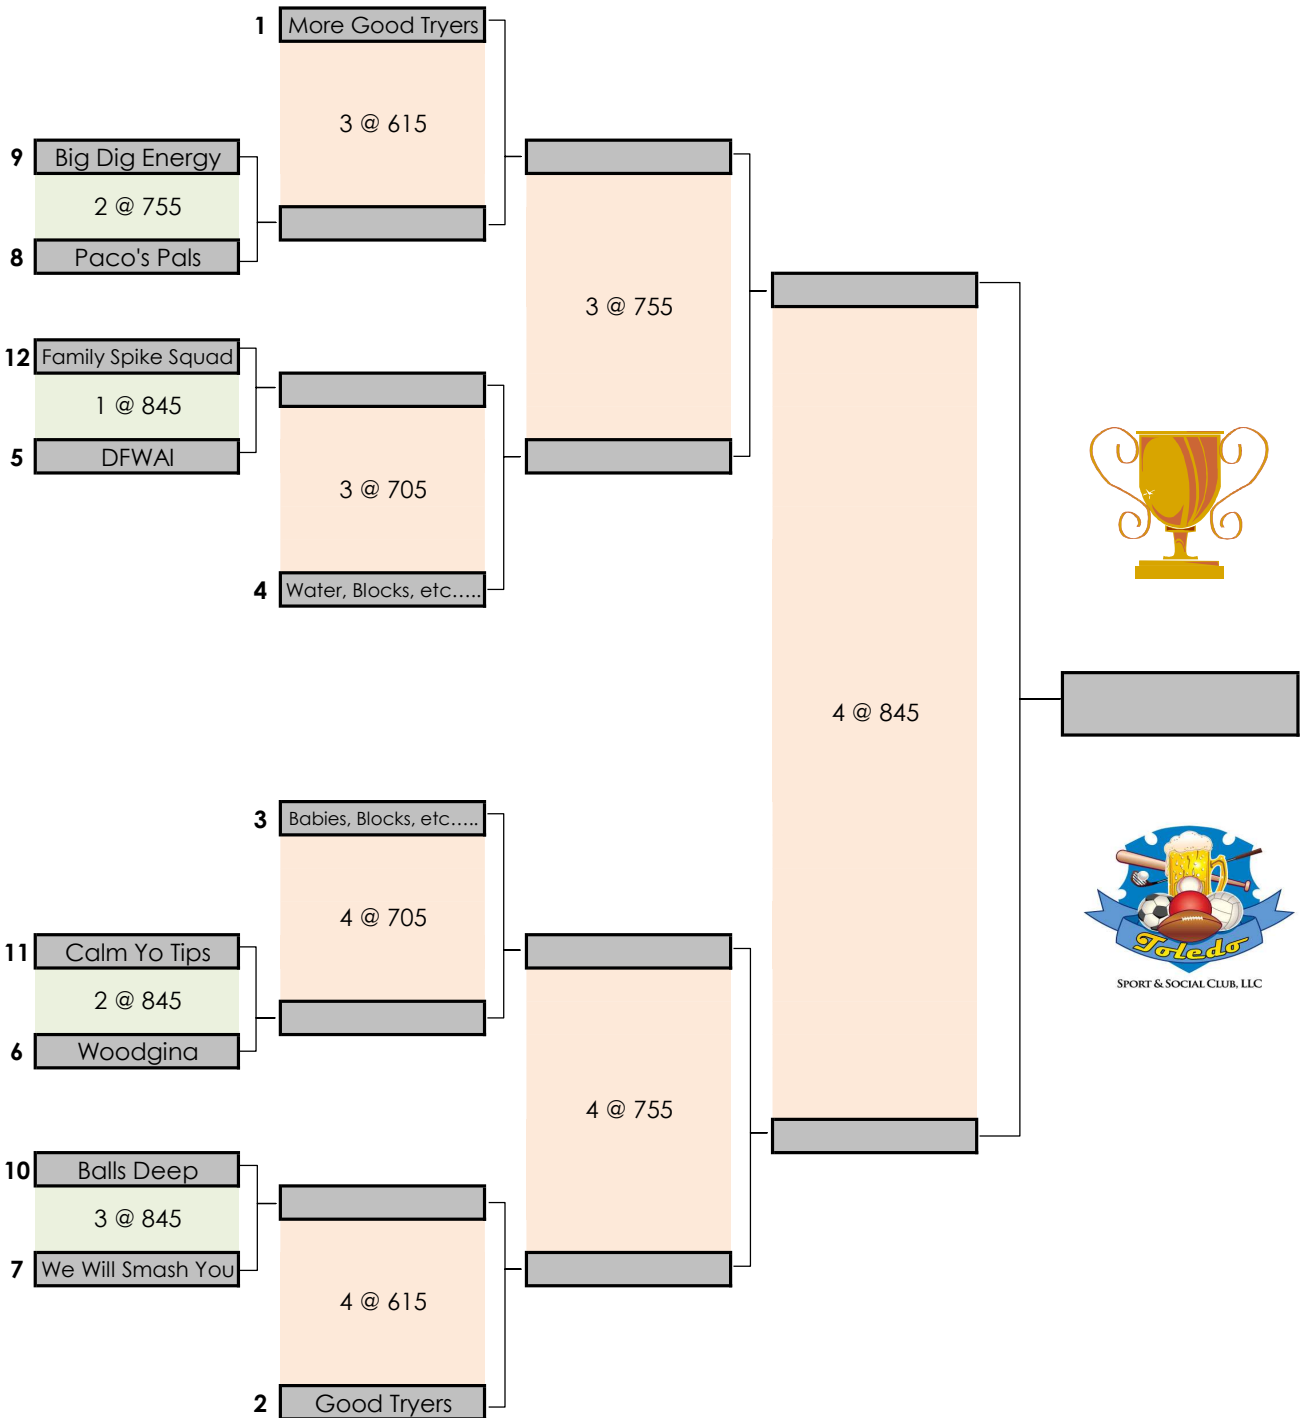 1 More Good Tryers
3 @ 615
9 Big Dig Energy
2 @ 755
8 Paco's Pals
3 @ 755
12 Family Spike Squad
1 @ 845
5 DFWAI
3 @ 705
4 Water, Blocks, etc.....
4 @ 845
3 Babies, Blocks, etc.....
4 @ 705
11 Calm Yo Tips
2 @ 845
6 Woodgina
4 @ 755
10 Balls Deep
3 @ 845
7 We Will Smash You
4 @ 615
2 Good Tryers
Toledo
SPORT & SOCIAL CLUB, LLC